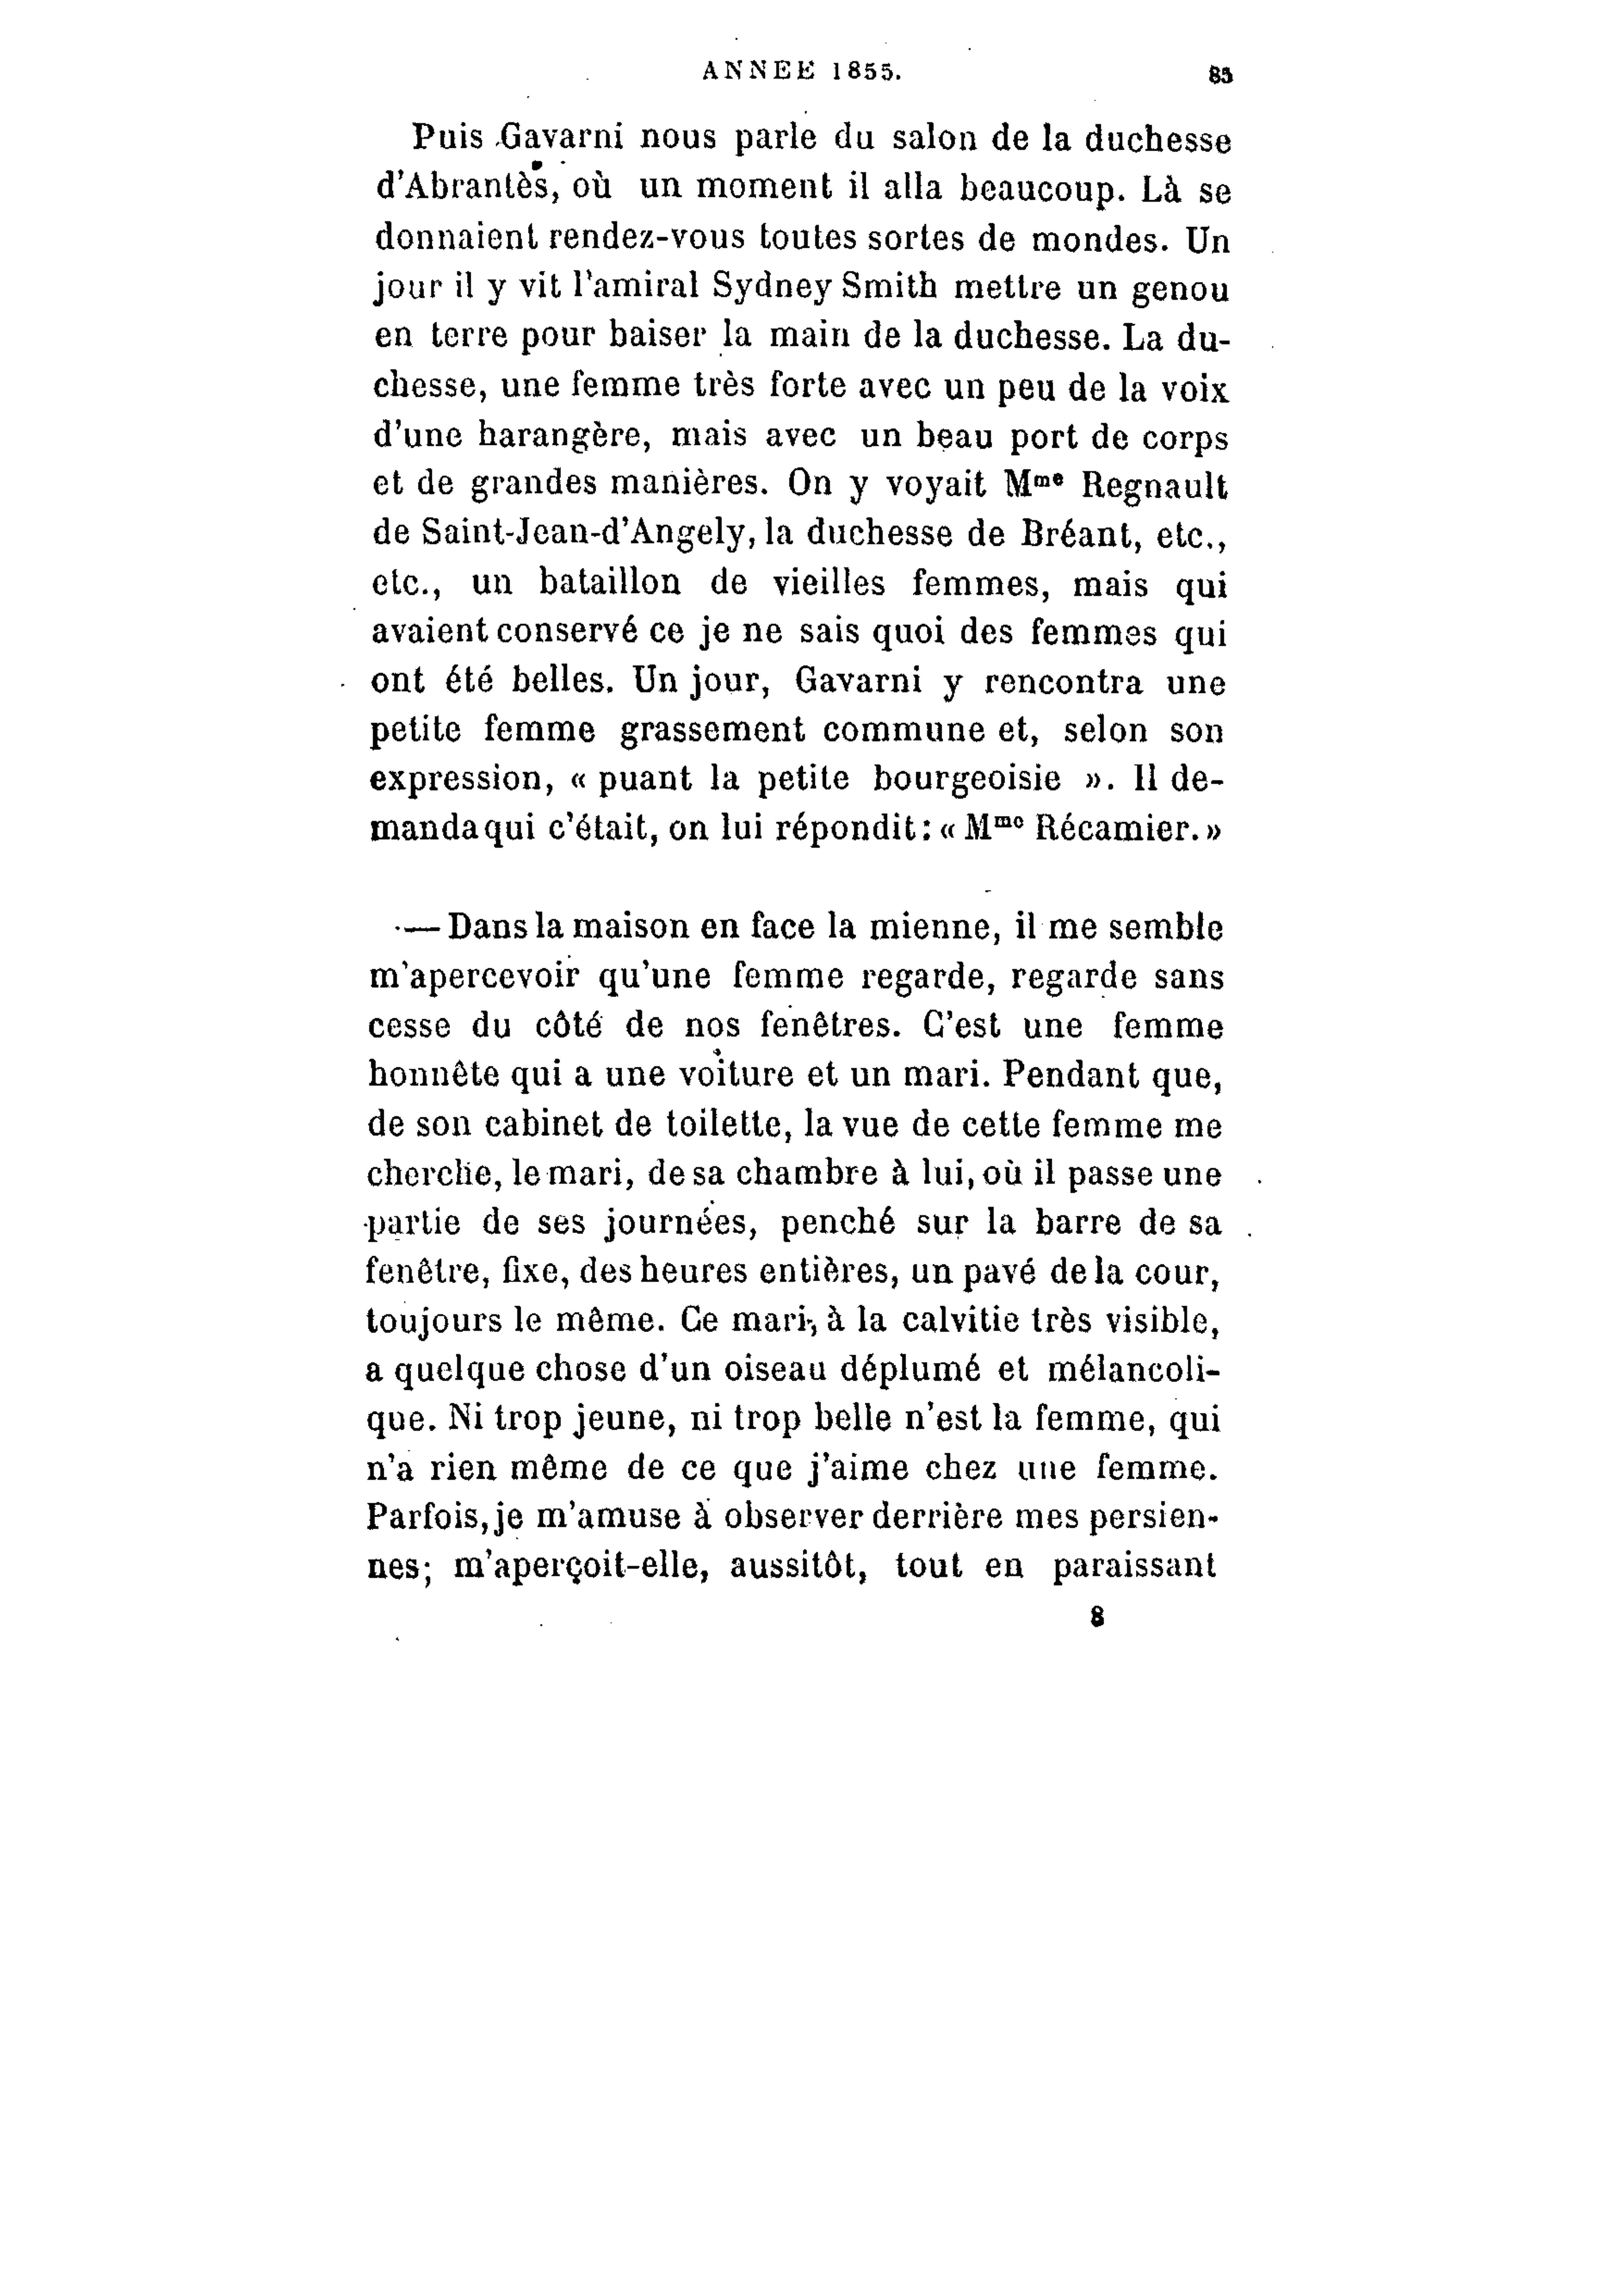 ANNEE 1855. 85
Puis Gavarni nous parle du salon de la duchesse
d'Abrantès, où un moment il alla beaucoup. Là se
donnaient rendez-vous toutes sortes de mondes. Un
jour il y vit l'amiral Sydney Smith mettre un genou
en terre pour baiser la main de la duchesse. La du-
chesse, une femme très forte avec un peu de la voix
d'une harangère, mais avec un beau port de corps
et de grandes manières. On y voyait Mme Regnault
de Saint-Jean-d'Angely, la duchesse de Bréant, etc.,
etc., un bataillon de vieilles femmes, mais qui
avaient conservé ce je ne sais quoi des femmes qui
ont été belles. Un jour, Gavarni y rencontra une
petite femme grassement commune et, selon son
expression, « puant la petite bourgeoisie ». Il de-
manda qui c'était, on lui répondit : « Mme Récamier. »
— Dans la maison en face la mienne, il me semble
m'apercevoir qu'une femme regarde, regarde sans
cesse du côté de nos fenêtres. C'est une femme
honnête qui a une voiture et un mari. Pendant que,
de son cabinet de toilette, la vue de cette femme me
cherche, le mari, de sa chambre à lui, où il passe une
partie de ses journées, penché sur la barre de sa
fenêtre, fixe, des heures entières, un pavé de la cour,
toujours le même. Ce mari, à la calvitie très visible,
a quelque chose d'un oiseau déplumé et mélancoli-
que. Ni trop jeune, ni trop belle n'est la femme, qui
n'a rien même de ce que j'aime chez une femme.
Parfois, je m'amuse à observer derrière mes persien-
nes; m'aperçoit-elle, aussitôt, tout en paraissant
8